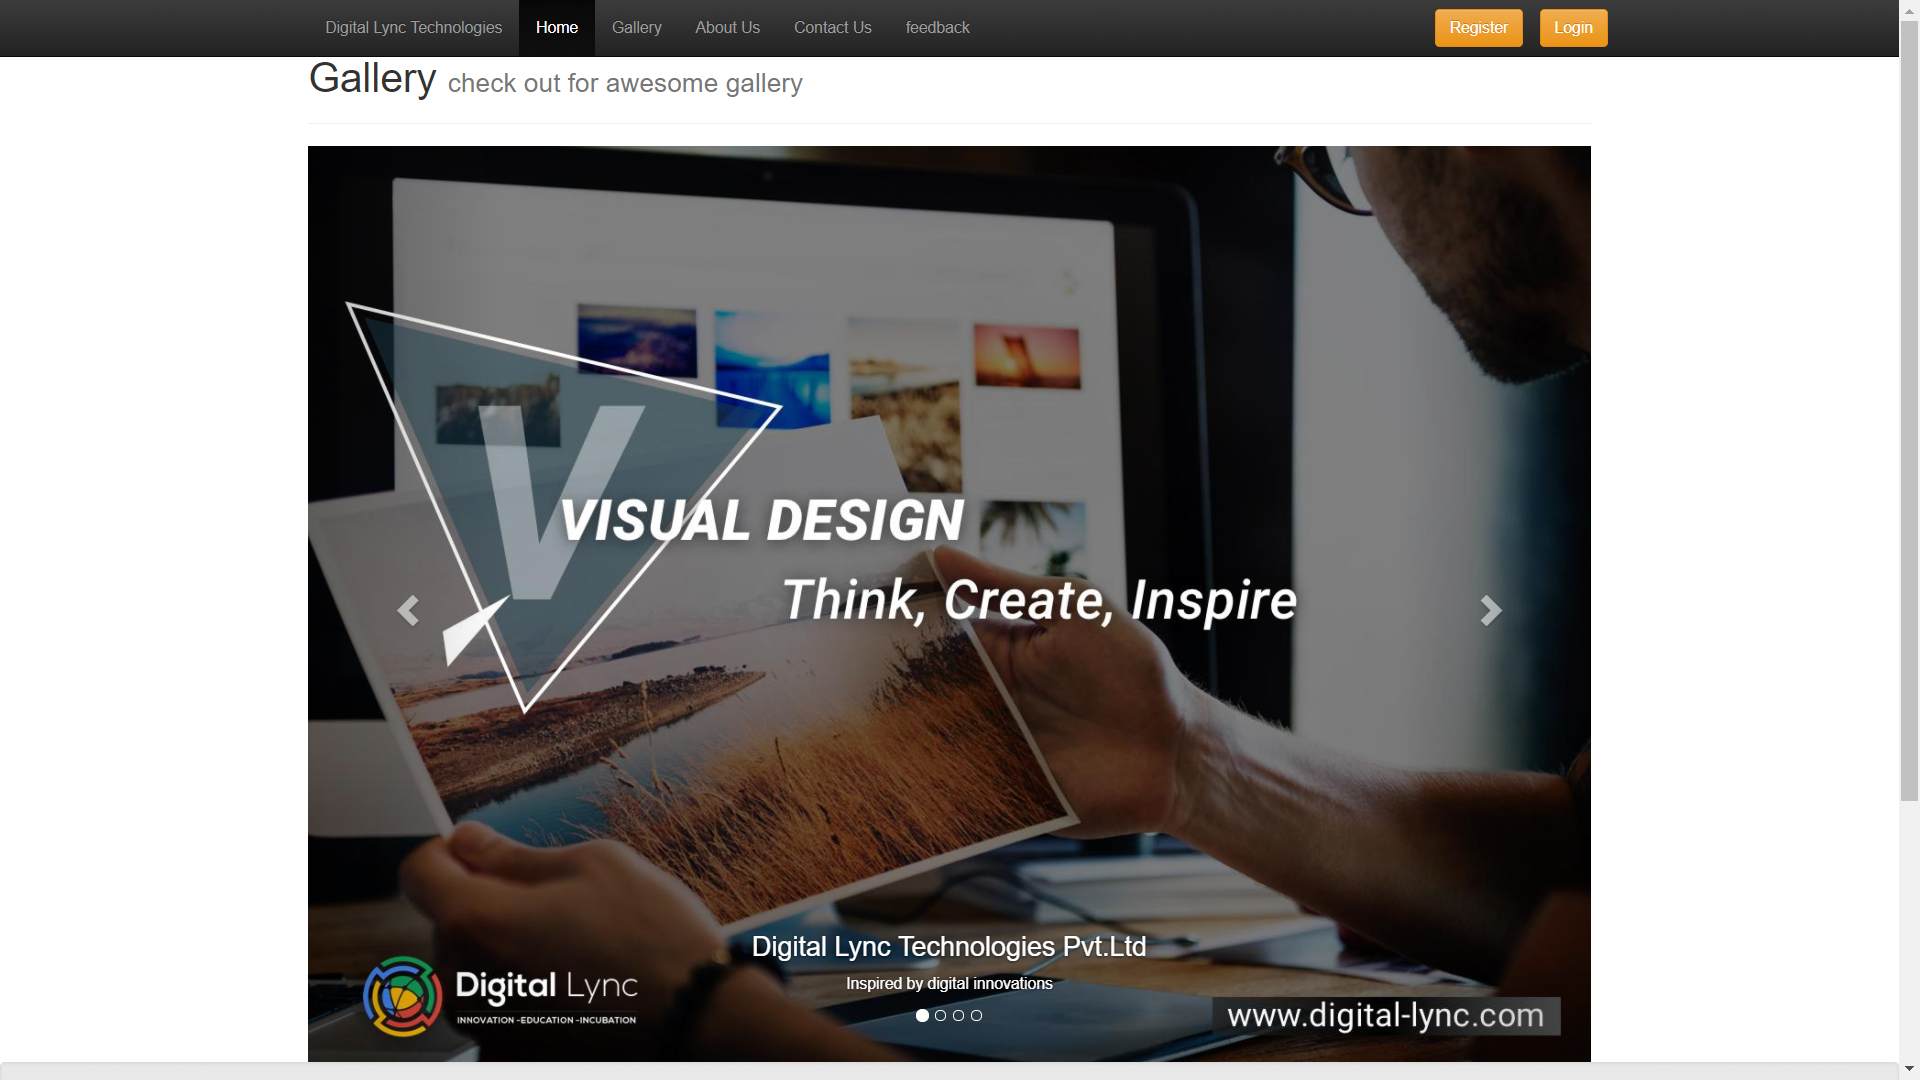 Digital Lync Technologies Home Gallery About Us Contact Us feedback Register Login
Gallery check out for awesome gallery
V
VISUAL DESIGN
Think, Create, Inspire
Digital Lync Technologies Pvt.Ltd
Inspired by digital innovations
Digital Lync
INNOVATION -EDUCATION -INCUBATION
www.digital-lync.com